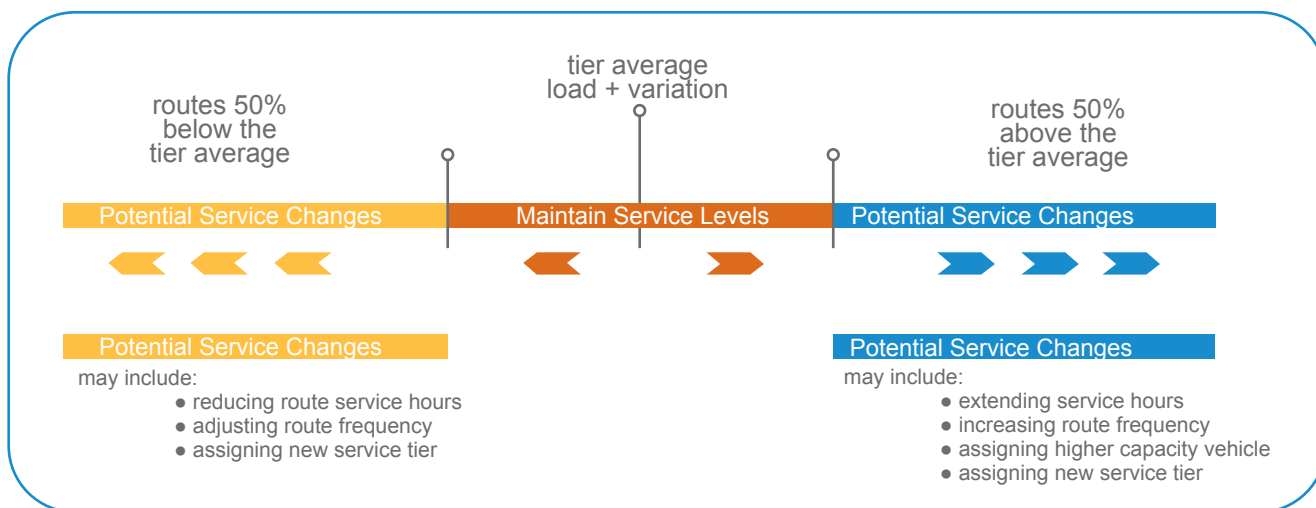 routes 50%
below the
tier average
tier average
load + variation
routes 50%
above the
tier average
Potential Service Changes
Maintain Service Levels
Potential Service Changes
Potential Service Changes
may include:
● reducing route service hours
● adjusting route frequency
● assigning new service tier
Potential Service Changes
may include:
● extending service hours
● increasing route frequency
● assigning higher capacity vehicle
● assigning new service tier